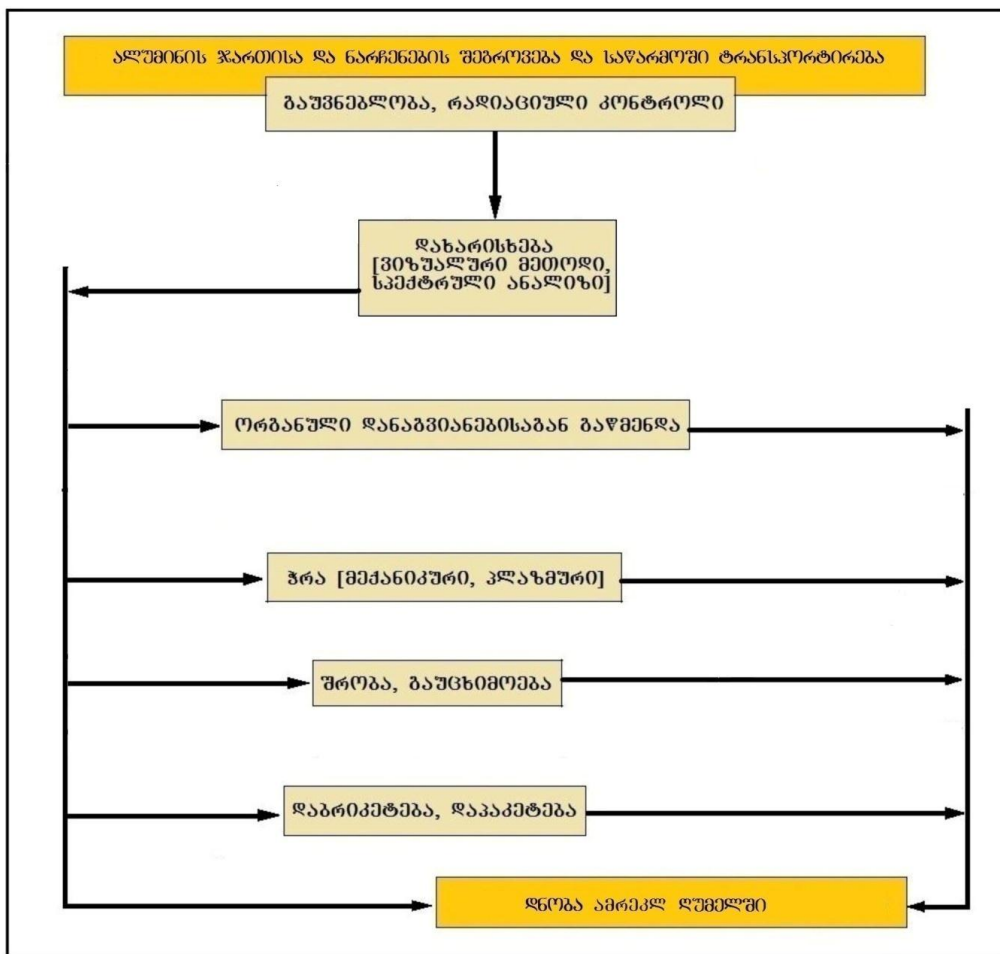 ალუმინის ჯართისა და ნარჩენების შეგროვება და საწარმოში ტრანსპორტირება
გაუვნებლობა, რადიაციული კონტროლი
დახარისხება
[ვიზუალური მეთოდი,
სპექტრული ანალიზი]
ორგანული დანაგვიანებისაგან გაწმენდა
ჭრა [მექანიკური, პლაზმური]
შრობა, გაუცხიმოება
დაბრიკეტება, დაპაკეტება
დნობა ამრეკლ ღუმელში